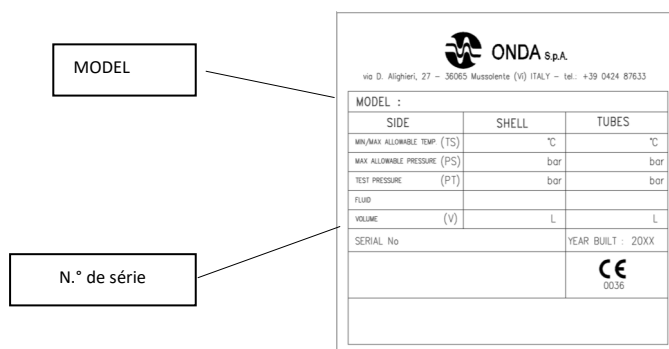 MODEL
N.° de série
ONDA S.p.A.
via D. Alighieri, 27 – 36065 Mussolente (VI) ITALY – tel.: +39 0424 87633
MODEL :
SIDE SHELL TUBES
MIN/MAX ALLOWABLE TEMP (TS) °C °C
MAX ALLOWABLE PRESSURE (PS) bar bar
TEST PRESSURE (PT) bar bar
FLUID
VOLUME (V) L L
SERIAL No YEAR BUILT : 20XX
CE
0036